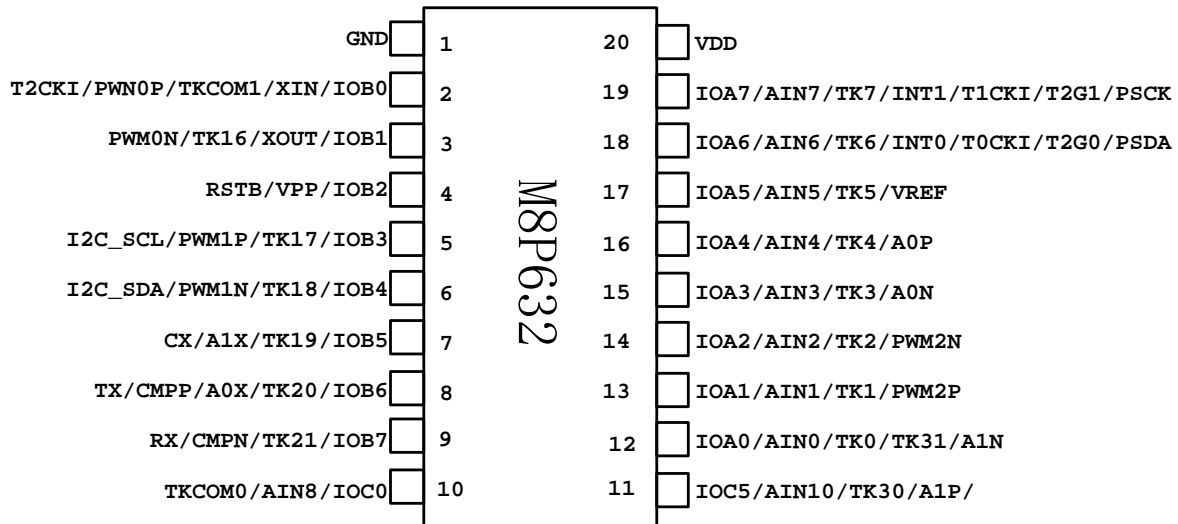 GND 1 20 VDD
T2CKI/PWN0P/TKCOM1/XIN/IOB0 2 19 IOA7/AIN7/TK7/INT1/T1CKI/T2G1/PSCK
PWM0N/TK16/XOUT/IOB1 3 18 IOA6/AIN6/TK6/INT0/T0CKI/T2G0/PSDA
RSTB/VPP/IOB2 4 17 IOA5/AIN5/TK5/VREF
I2C_SCL/PWM1P/TK17/IOB3 5 16 IOA4/AIN4/TK4/A0P
I2C_SDA/PWM1N/TK18/IOB4 6 15 IOA3/AIN3/TK3/A0N
CX/A1X/TK19/IOB5 7 14 IOA2/AIN2/TK2/PWM2N
TX/CMPP/A0X/TK20/IOB6 8 13 IOA1/AIN1/TK1/PWM2P
RX/CMPN/TK21/IOB7 9 12 IOA0/AIN0/TK0/TK31/A1N
TKCOM0/AIN8/IOC0 10 11 IOC5/AIN10/TK30/A1P/
M8P632